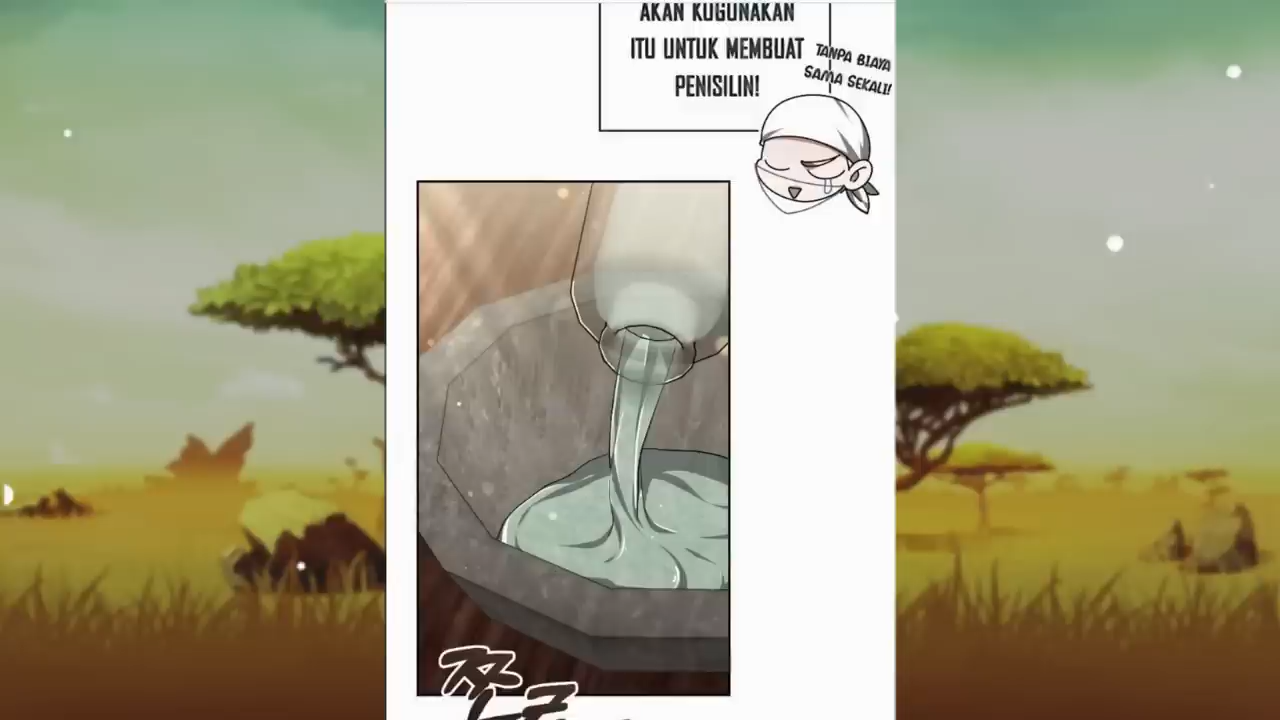 AKAN KUGUNAKAN
ITU UNTUK MEMBUAT
PENISILIN!
TANPA BIAYA
SAMA SEKALI!